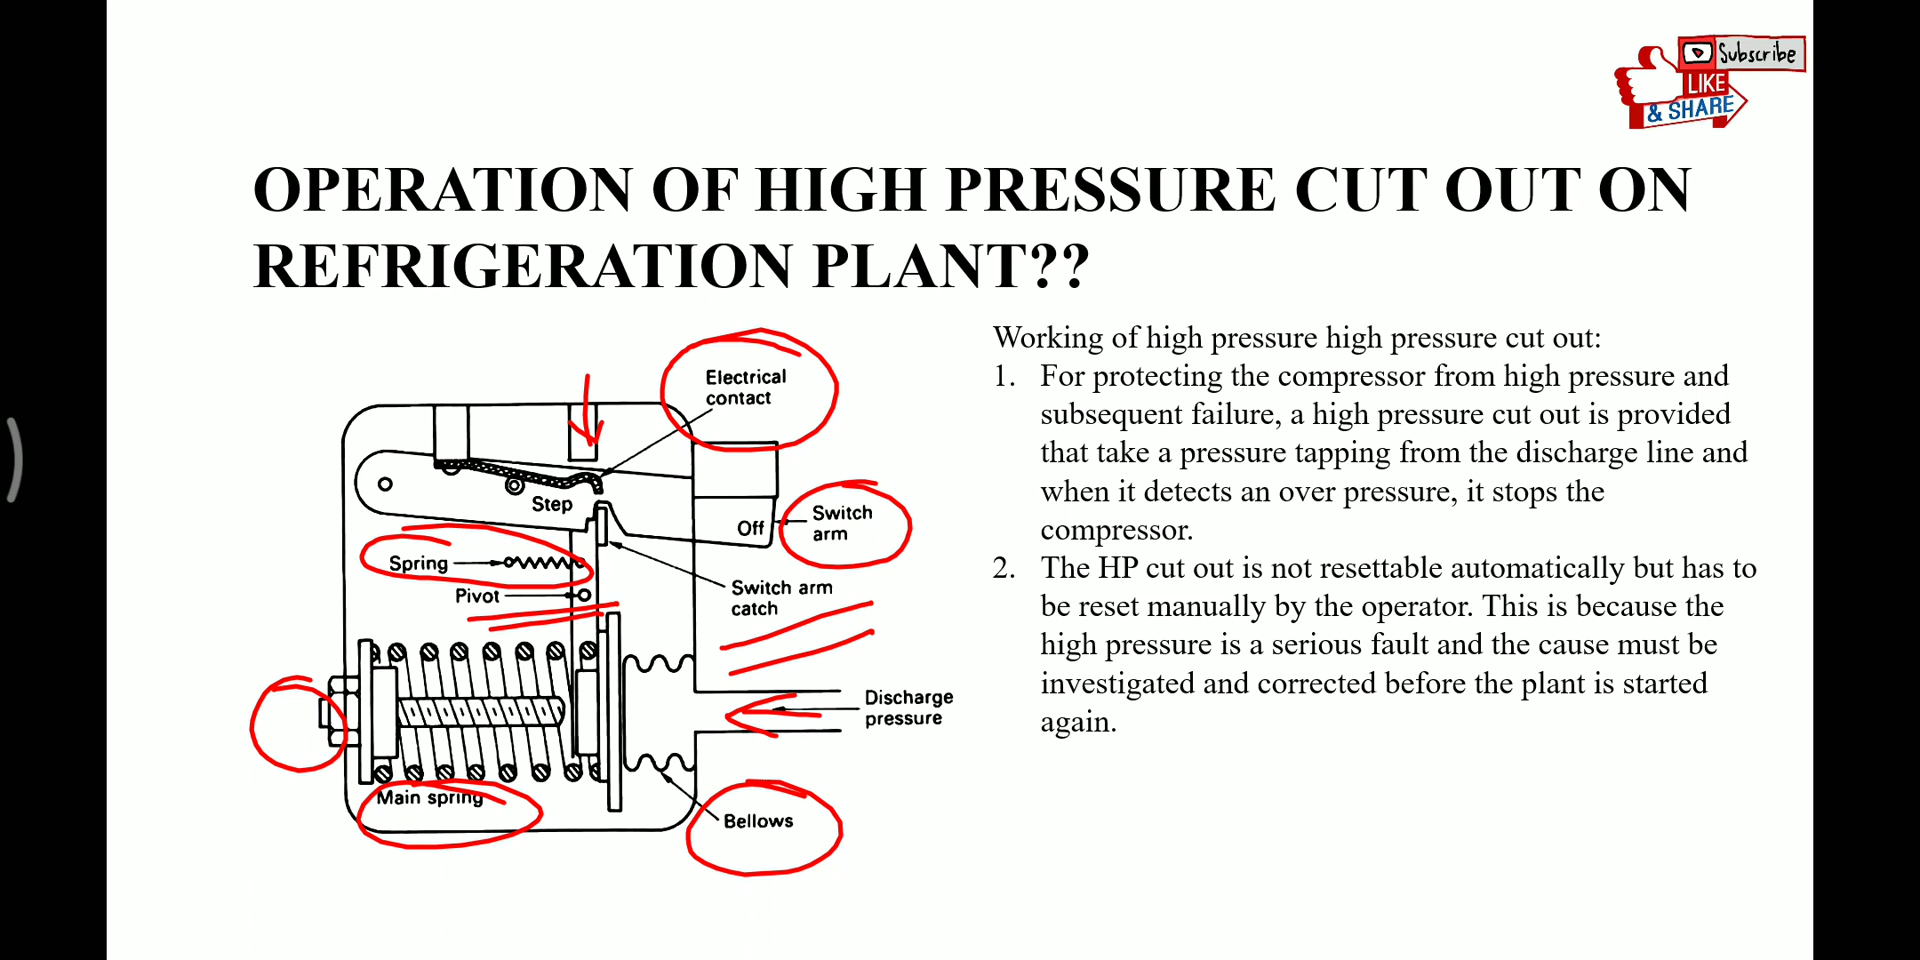 Subscribe
LIKE
& SHARE
OPERATION OF HIGH PRESSURE CUT OUT ON
REFRIGERATION PLANT??
Electrical
contact
Step
Off
Switch
arm
Spring
Pivot
Switch arm
catch
Discharge
pressure
Main spring
Bellows
Working of high pressure high pressure cut out:
1. For protecting the compressor from high pressure and
subsequent failure, a high pressure cut out is provided
that take a pressure tapping from the discharge line and
when it detects an over pressure, it stops the
compressor.
2. The HP cut out is not resettable automatically but has to
be reset manually by the operator. This is because the
high pressure is a serious fault and the cause must be
investigated and corrected before the plant is started
again.